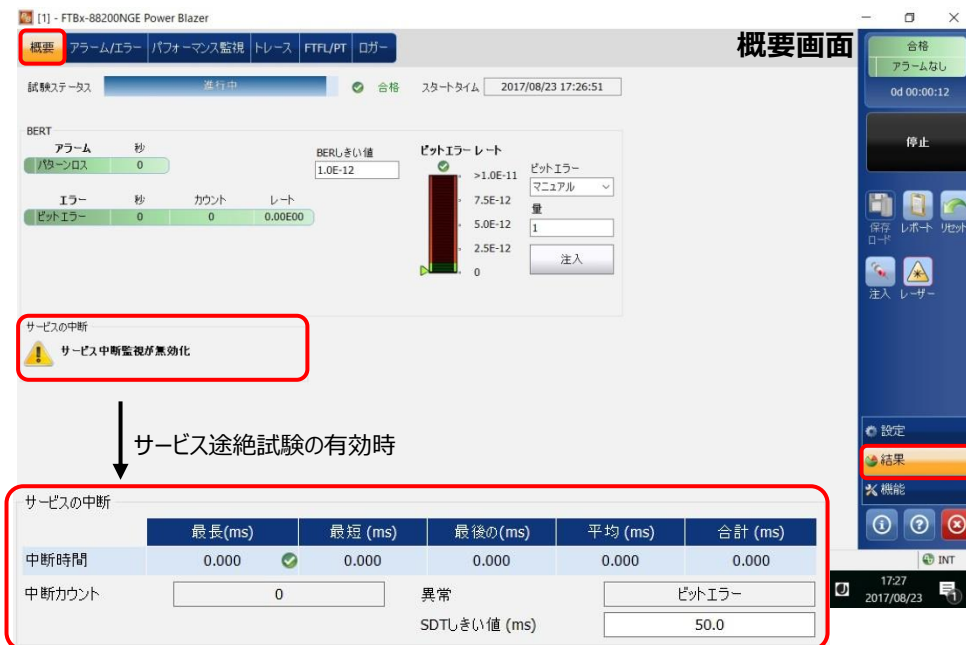 [1] - FTBx-88200NGE Power Blazer
概要 アラーム/エラー パフォーマンス監視 トレース FTFL/PT ロガー
概要画面
合格
アラームなし
0d 00:00:12
試験ステータス 進行中 合格 スタートタイム 2017/08/23 17:26:51
停止
BERT
アラーム 秒
パターンロス 0
エラー 秒 カウント レート
ビットエラー 0 0 0.00E00
BERしきい値
1.0E-12
ビットエラー レート
>1.0E-11
7.5E-12
5.0E-12
2.5E-12
0
ビットエラー
マニュアル
量
1
注入
保存 レポート リセット
ロード
注入 レーザー
サービスの中断
サービス中断監視が無効化
サービス途絶試験の有効時
設定
結果
機能
サービスの中断
最長(ms) 最短 (ms) 最後の(ms) 平均 (ms) 合計 (ms)
中断時間 0.000 0.000 0.000 0.000 0.000
中断カウント 0 異常 ビットエラー
SDTしきい値 (ms) 50.0
INT
17:27
2017/08/23
1